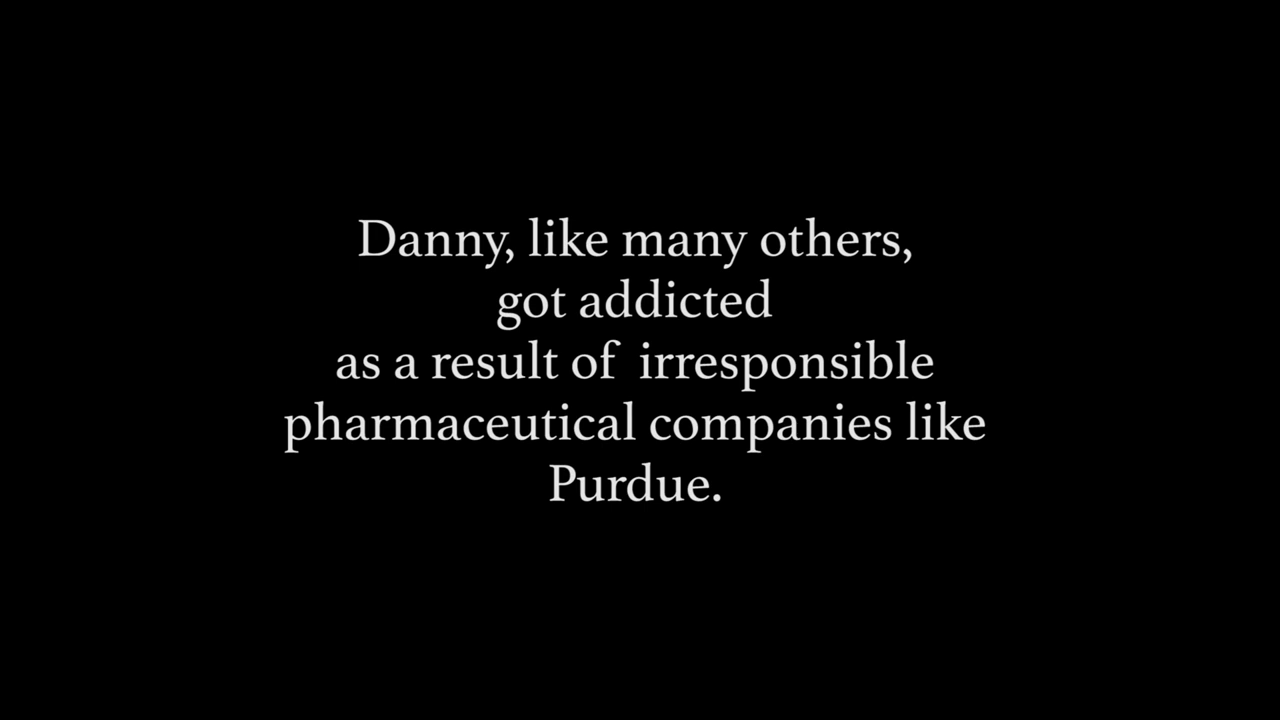 Danny, like many others,
got addicted
as a result of irresponsible
pharmaceutical companies like
Purdue.